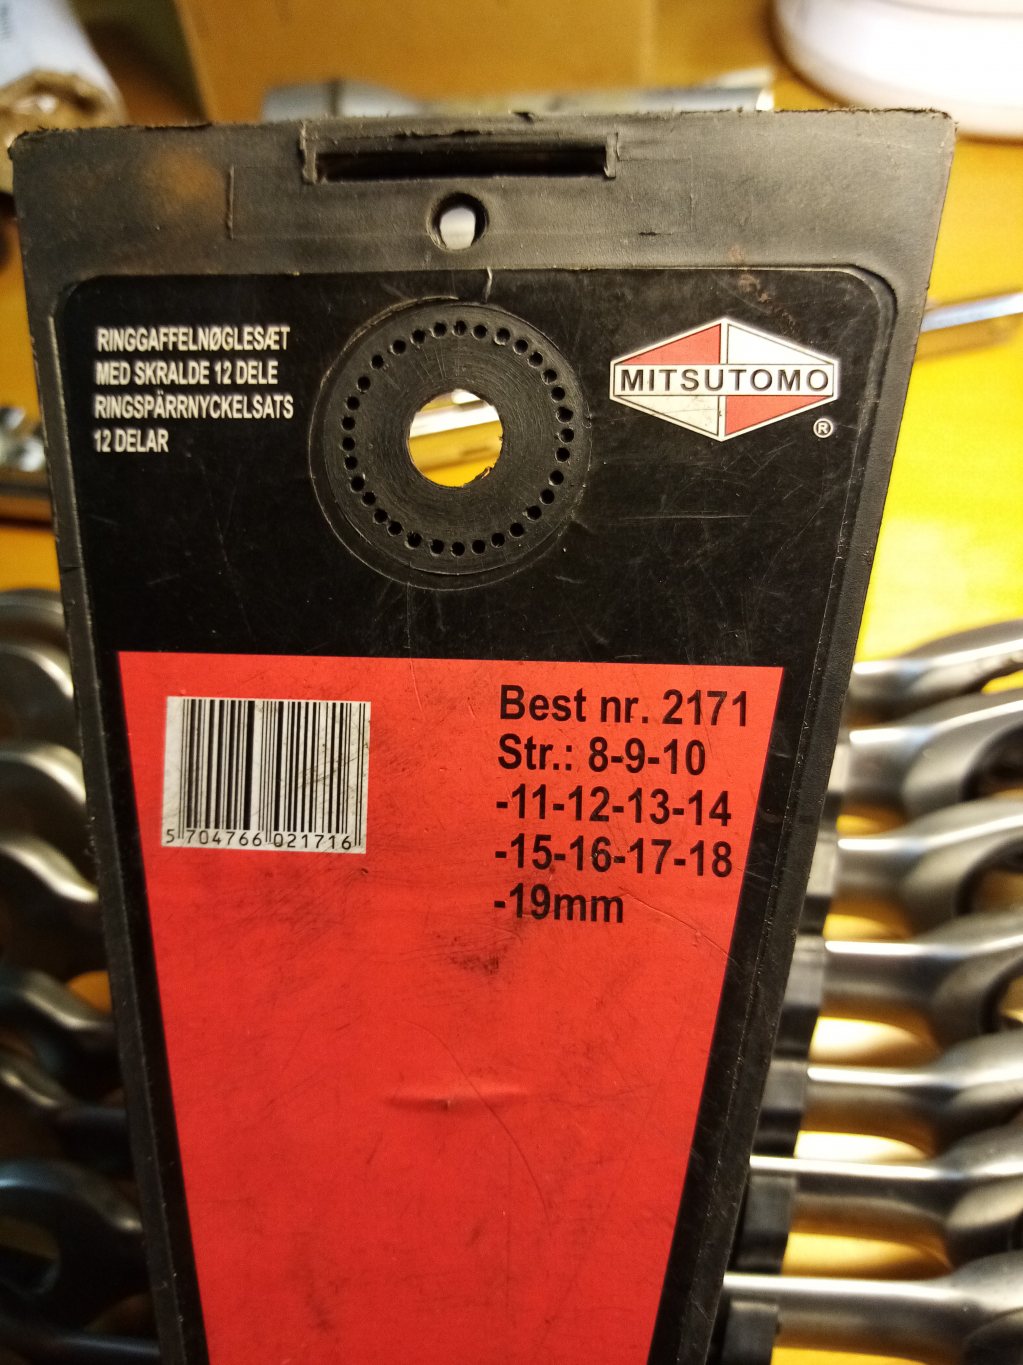 RINGGAFFELNØGLESÆT
MED SKRALDE 12 DELE
RINGSPÄRRNYCKELSATS
12 DELAR
MITSUTOMO
®
Best nr. 2171
Str.: 8-9-10
-11-12-13-14
-15-16-17-18
-19mm
5 704766 021716